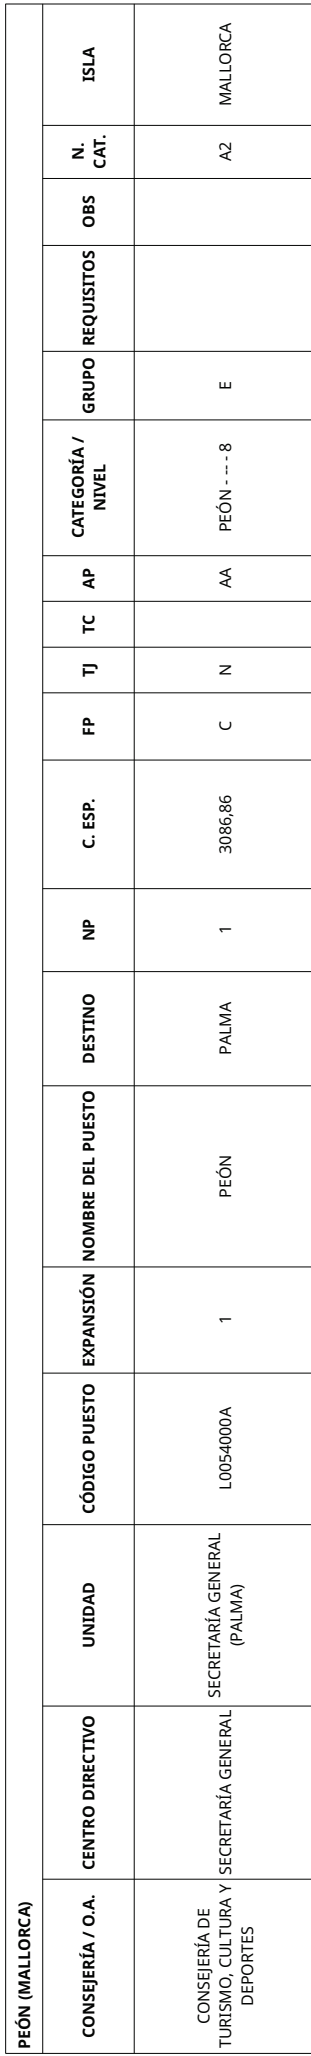 PEÓN (MALLORCA)
CONSEJERÍA / O.A.
CENTRO DIRECTIVO
UNIDAD
CÓDIGO PUESTO
EXPANSIÓN
NOMBRE DEL PUESTO
DESTINO
NP
C. ESP.
FP
TJ
TC
AP
CATEGORÍA /
NIVEL
GRUPO
REQUISITOS
OBS
N.
CAT.
ISLA
CONSEJERÍA DE
TURISMO, CULTURA Y
DEPORTES
SECRETARÍA GENERAL
SECRETARÍA GENERAL
(PALMA)
L0054000A
1
PEÓN
PALMA
1
3086,86
C
N
AA
PEÓN - -- - 8
E
A2
MALLORCA